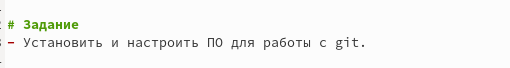 # Задание
- Установить и настроить ПО для работы с git.